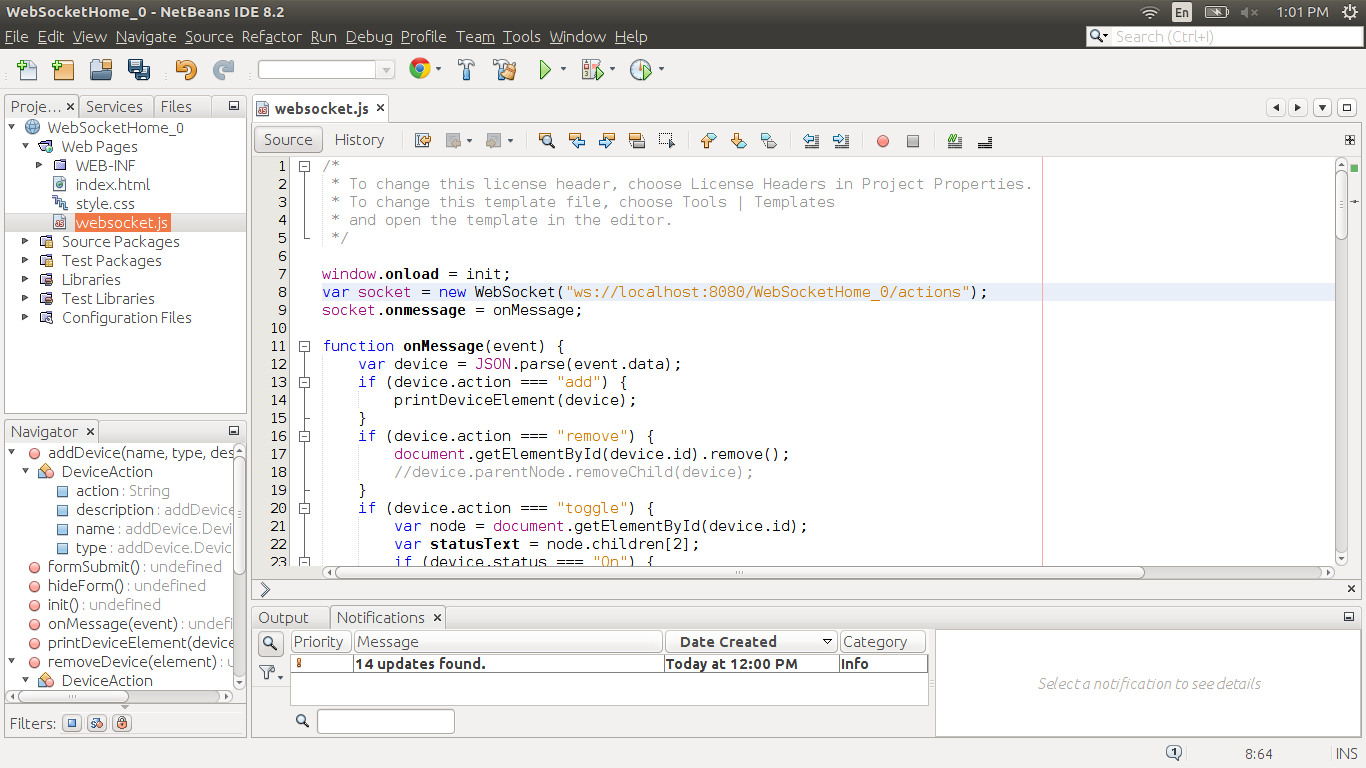 WebSocketHome_0 - NetBeans IDE 8.2
En
1:01 PM
File Edit View Navigate Source Refactor Run Debug Profile Team Tools Window Help
Search (Ctrl+I)
Proje... Services Files
websocket.js
WebSocketHome_0
Web Pages
WEB-INF
index.html
style.css
websocket.js
Source Packages
Test Packages
Libraries
Test Libraries
Configuration Files
Source History
1 /*
2 * To change this license header, choose License Headers in Project Properties.
3 * To change this template file, choose Tools | Templates
4 * and open the template in the editor.
5 */
6
7 window.onload = init;
8 var socket = new WebSocket("ws://localhost:8080/WebSocketHome_0/actions");
9 socket.onmessage = onMessage;
10
11 function onMessage(event) {
12 var device = JSON.parse(event.data);
13 if (device.action === "add") {
14 printDeviceElement(device);
15 }
16 if (device.action === "remove") {
17 document.getElementById(device.id).remove();
18 //device.parentNode.removeChild(device);
19 }
20 if (device.action === "toggle") {
21 var node = document.getElementById(device.id);
22 var statusText = node.children[2];
23 if (device.status === "On") {
Navigator
addDevice(name, type, des
DeviceAction
action : String
description : addDevice
name : addDevice.Devi
type : addDevice.Devic
formSubmit() : undefined
hideForm() : undefined
init() : undefined
onMessage(event) : undefi
printDeviceElement(device
removeDevice(element) : u
DeviceAction
Filters:
Output Notifications
Priority Message Date Created Category
14 updates found. Today at 12:00 PM Info
Select a notification to see details
1
8:64 INS